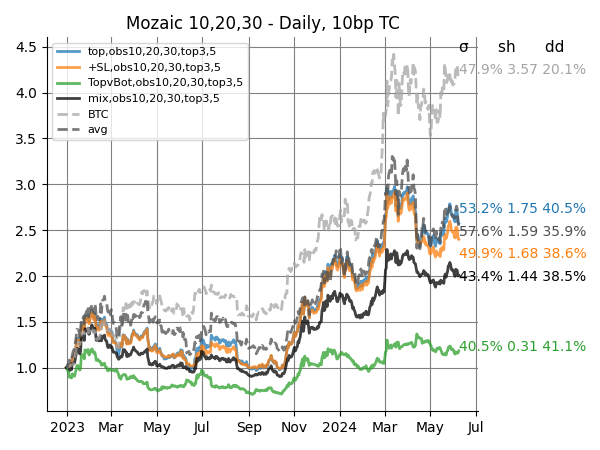 Mozaic 10,20,30 - Daily, 10bp TC
σ sh dd
top,obs10,20,30,top3,5
+SL,obs10,20,30,top3,5
TopvBot,obs10,20,30,top3,5
mix,obs10,20,30,top3,5
BTC
avg
4.5
4.0
3.5
3.0
2.5
2.0
1.5
1.0
47.9% 3.57 20.1%
53.2% 1.75 40.5%
57.6% 1.59 35.9%
49.9% 1.68 38.6%
43.4% 1.44 38.5%
40.5% 0.31 41.1%
2023 Mar May Jul Sep Nov 2024 Mar May Jul